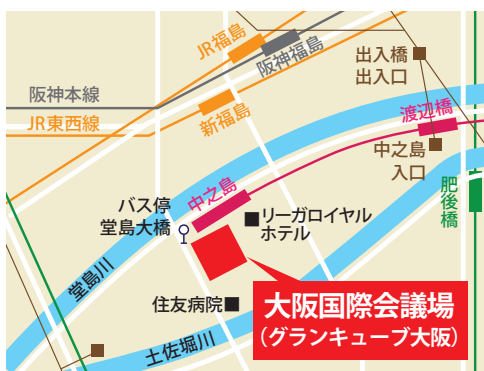 JR福島
阪神福島
出入橋
出入口
阪神本線
JR東西線
新福島
渡辺橋
中之島
入口
肥後橋
バス停
堂島大橋
中之島
リーガロイヤル
ホテル
堂島川
住友病院
大阪国際会議場
（グランキューブ大阪）
土佐堀川